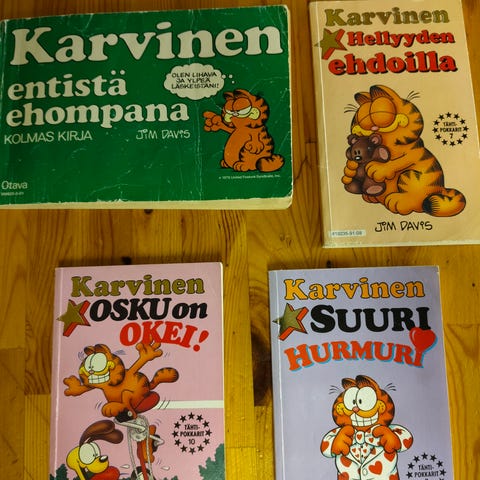 Karvinen
entistä
ehompana
KOLMAS KIRJA
JIM DAVIS
OLEN LIHAVA
JA YLPEÄ
LÄSKEISTÄNI!
Otava
Karvinen
Hellyyden
ehdoilla
TÄHTI-
POKKARIT
7
JIM DAVIS
Karvinen
OSKU on
OKEI!
TÄHTI-
POKKARIT
10
Karvinen
SUURI
HURMURI
TÄHTI-
POKKARIT